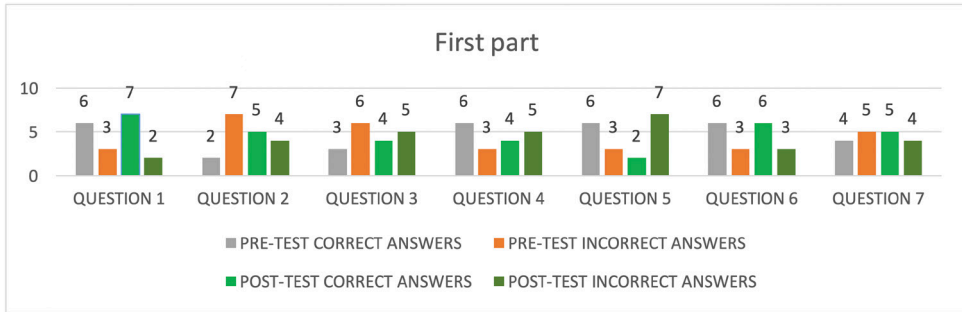 First part
10
5
0
6 3 7 2
2 7 5 4
3 6 4 5
6 3 4 5
6 3 2 7
6 3 6 3
4 5 5 4
QUESTION 1 QUESTION 2 QUESTION 3 QUESTION 4 QUESTION 5 QUESTION 6 QUESTION 7
PRE-TEST CORRECT ANSWERS PRE-TEST INCORRECT ANSWERS
POST-TEST CORRECT ANSWERS POST-TEST INCORRECT ANSWERS